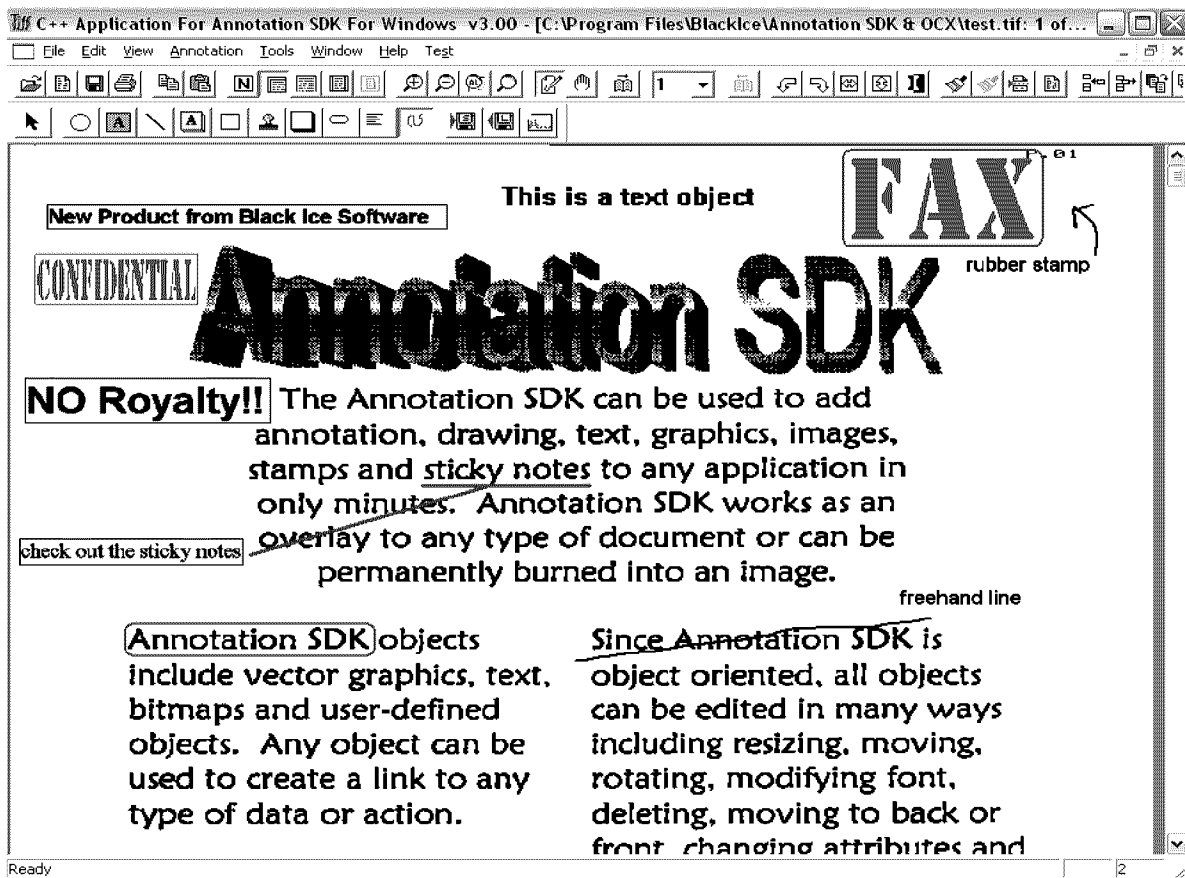 Tiff C++ Application For Annotation SDK For Windows v3.00 - [C:\Program Files\BlackIce\Annotation SDK & OCX\test.tif: 1 of...
File Edit View Annotation Tools Window Help Test
N 1
A A
P.01
This is a text object
FAX
New Product from Black Ice Software
rubber stamp
CONFIDENTIAL
Annotation SDK
NO Royalty!! The Annotation SDK can be used to add
annotation, drawing, text, graphics, images,
stamps and sticky notes to any application in
only minutes. Annotation SDK works as an
overlay to any type of document or can be
check out the sticky notes
permanently burned into an image.
freehand line
Annotation SDK objects
include vector graphics, text,
bitmaps and user-defined
objects. Any object can be
used to create a link to any
type of data or action.
Since Annotation SDK is
object oriented, all objects
can be edited in many ways
including resizing, moving,
rotating, modifying font,
deleting, moving to back or
front, changing attributes and
Ready
2